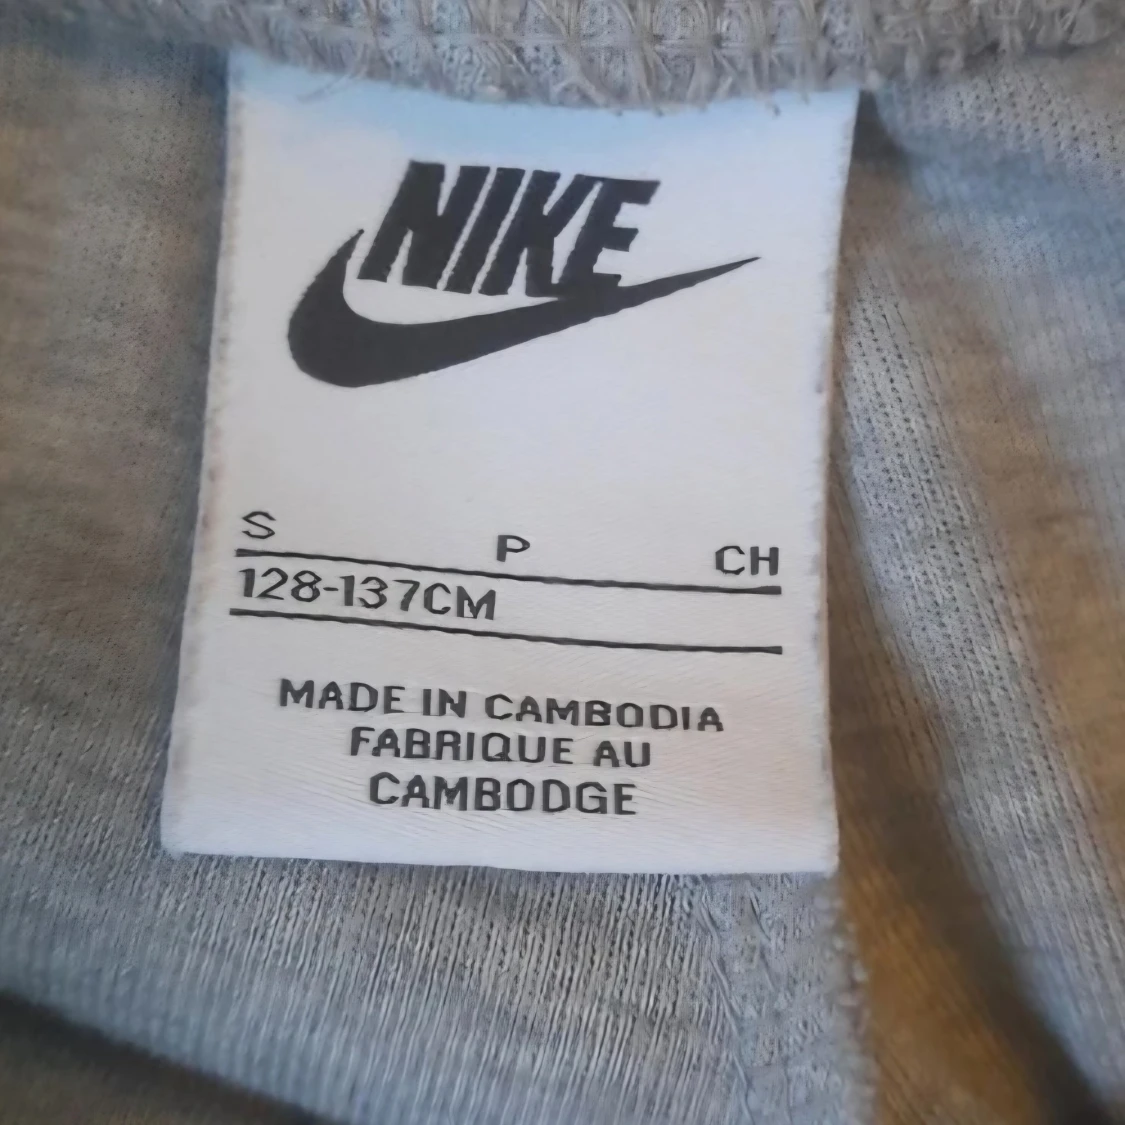 NIKE
S P CH
128-137CM
MADE IN CAMBODIA
FABRIQUE AU
CAMBODGE